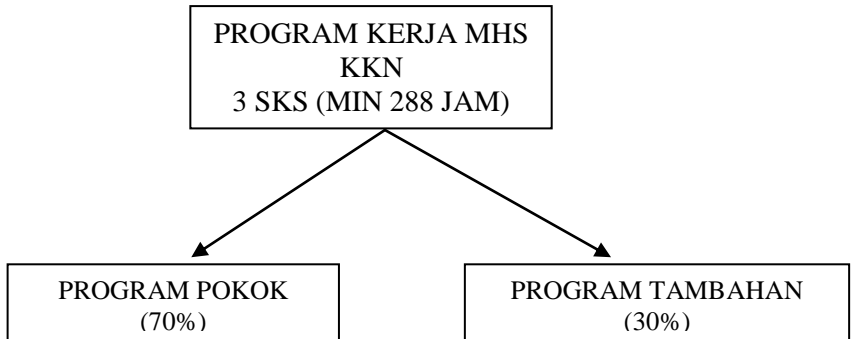 PROGRAM KERJA MHS
KKN
3 SKS (MIN 288 JAM)
PROGRAM POKOK
(70%)
PROGRAM TAMBAHAN
(30%)